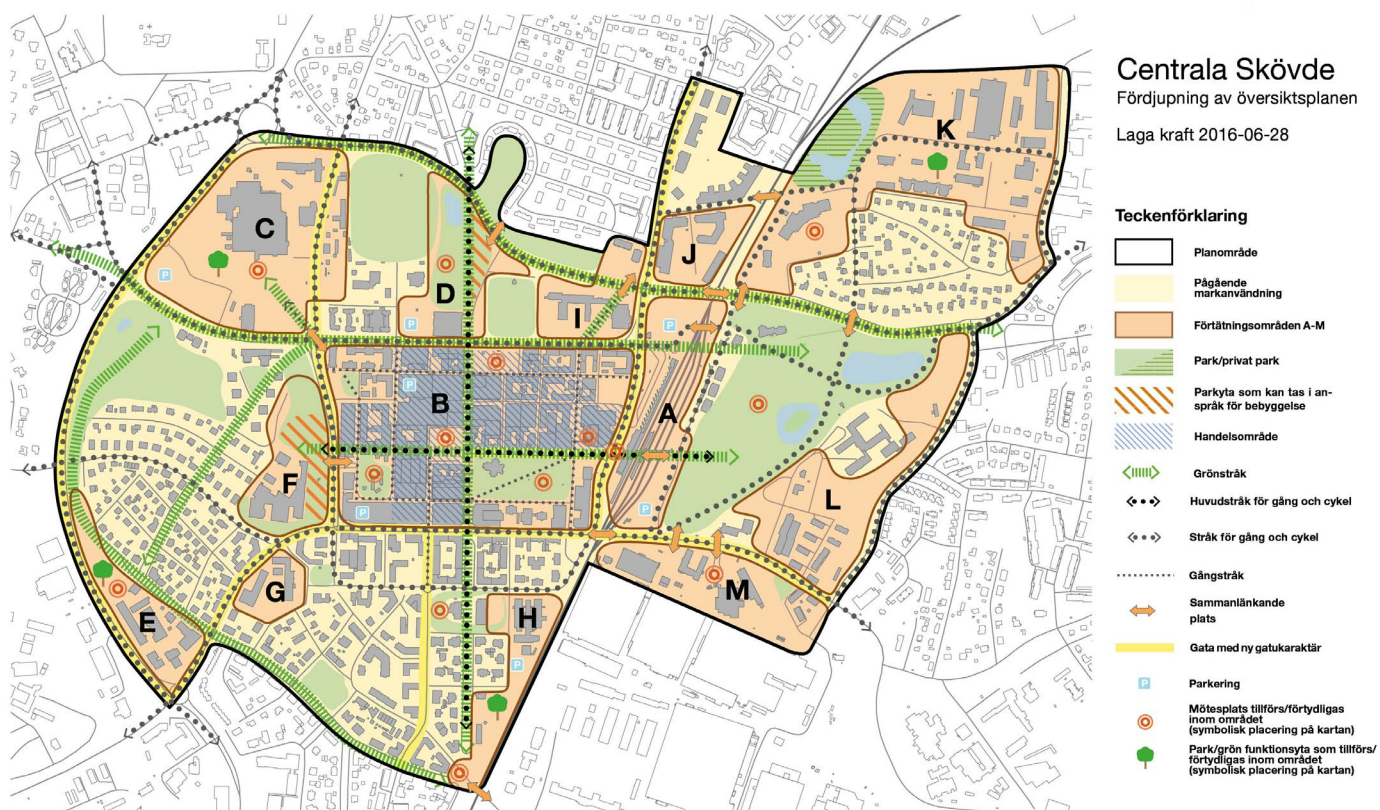 Centrala Skövde
Fördjupning av översiktsplanen
Laga kraft 2016-06-28
Teckenförklaring
Planområde
Pågående
markanvändning
Förtätningsområden A-M
Park/privat park
Parkyta som kan tas i an-
språk för bebyggelse
Handelsområde
Grönstråk
Huvudstråk för gång och cykel
Stråk för gång och cykel
Gångstråk
Sammanlänkande
plats
Gata med ny gatukaraktär
P
Parkering
Mötesplats tillförs/förtydligas
inom området
(symbolisk placering på kartan)
Park/grön funktionsyta som tillförs/
förtydligas inom området
(symbolisk placering på kartan)
K
C
J
P
D
I
P
P
P
B
A
F
L
P
P
G
M
H
E
P